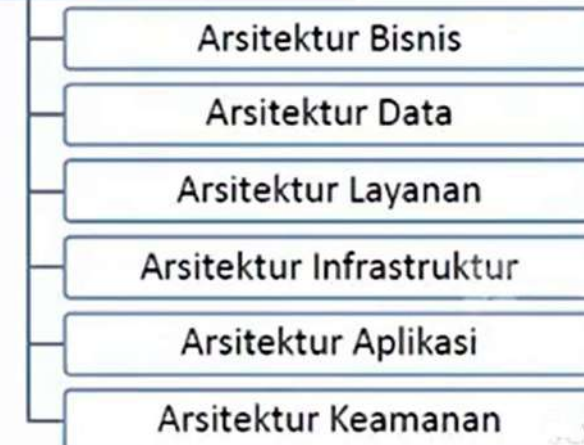 Arsitektur Bisnis
Arsitektur Data
Arsitektur Layanan
Arsitektur Infrastruktur
Arsitektur Aplikasi
Arsitektur Keamanan